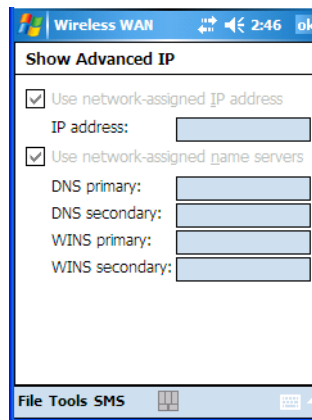 Wireless WAN 2:46 ok
Show Advanced IP
Use network-assigned IP address
IP address:
Use network-assigned name servers
DNS primary:
DNS secondary:
WINS primary:
WINS secondary:
File Tools SMS